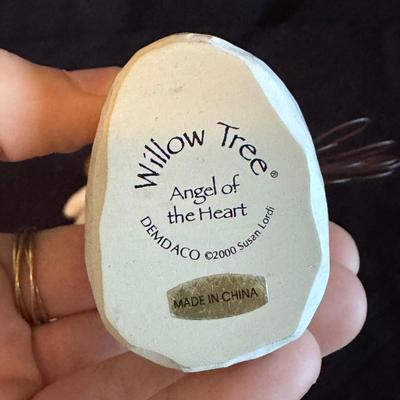 Willow Tree®
Angel of
the Heart
DEMDACO ©2000 Susan Lordi
MADE IN CHINA